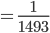 = 1/1493